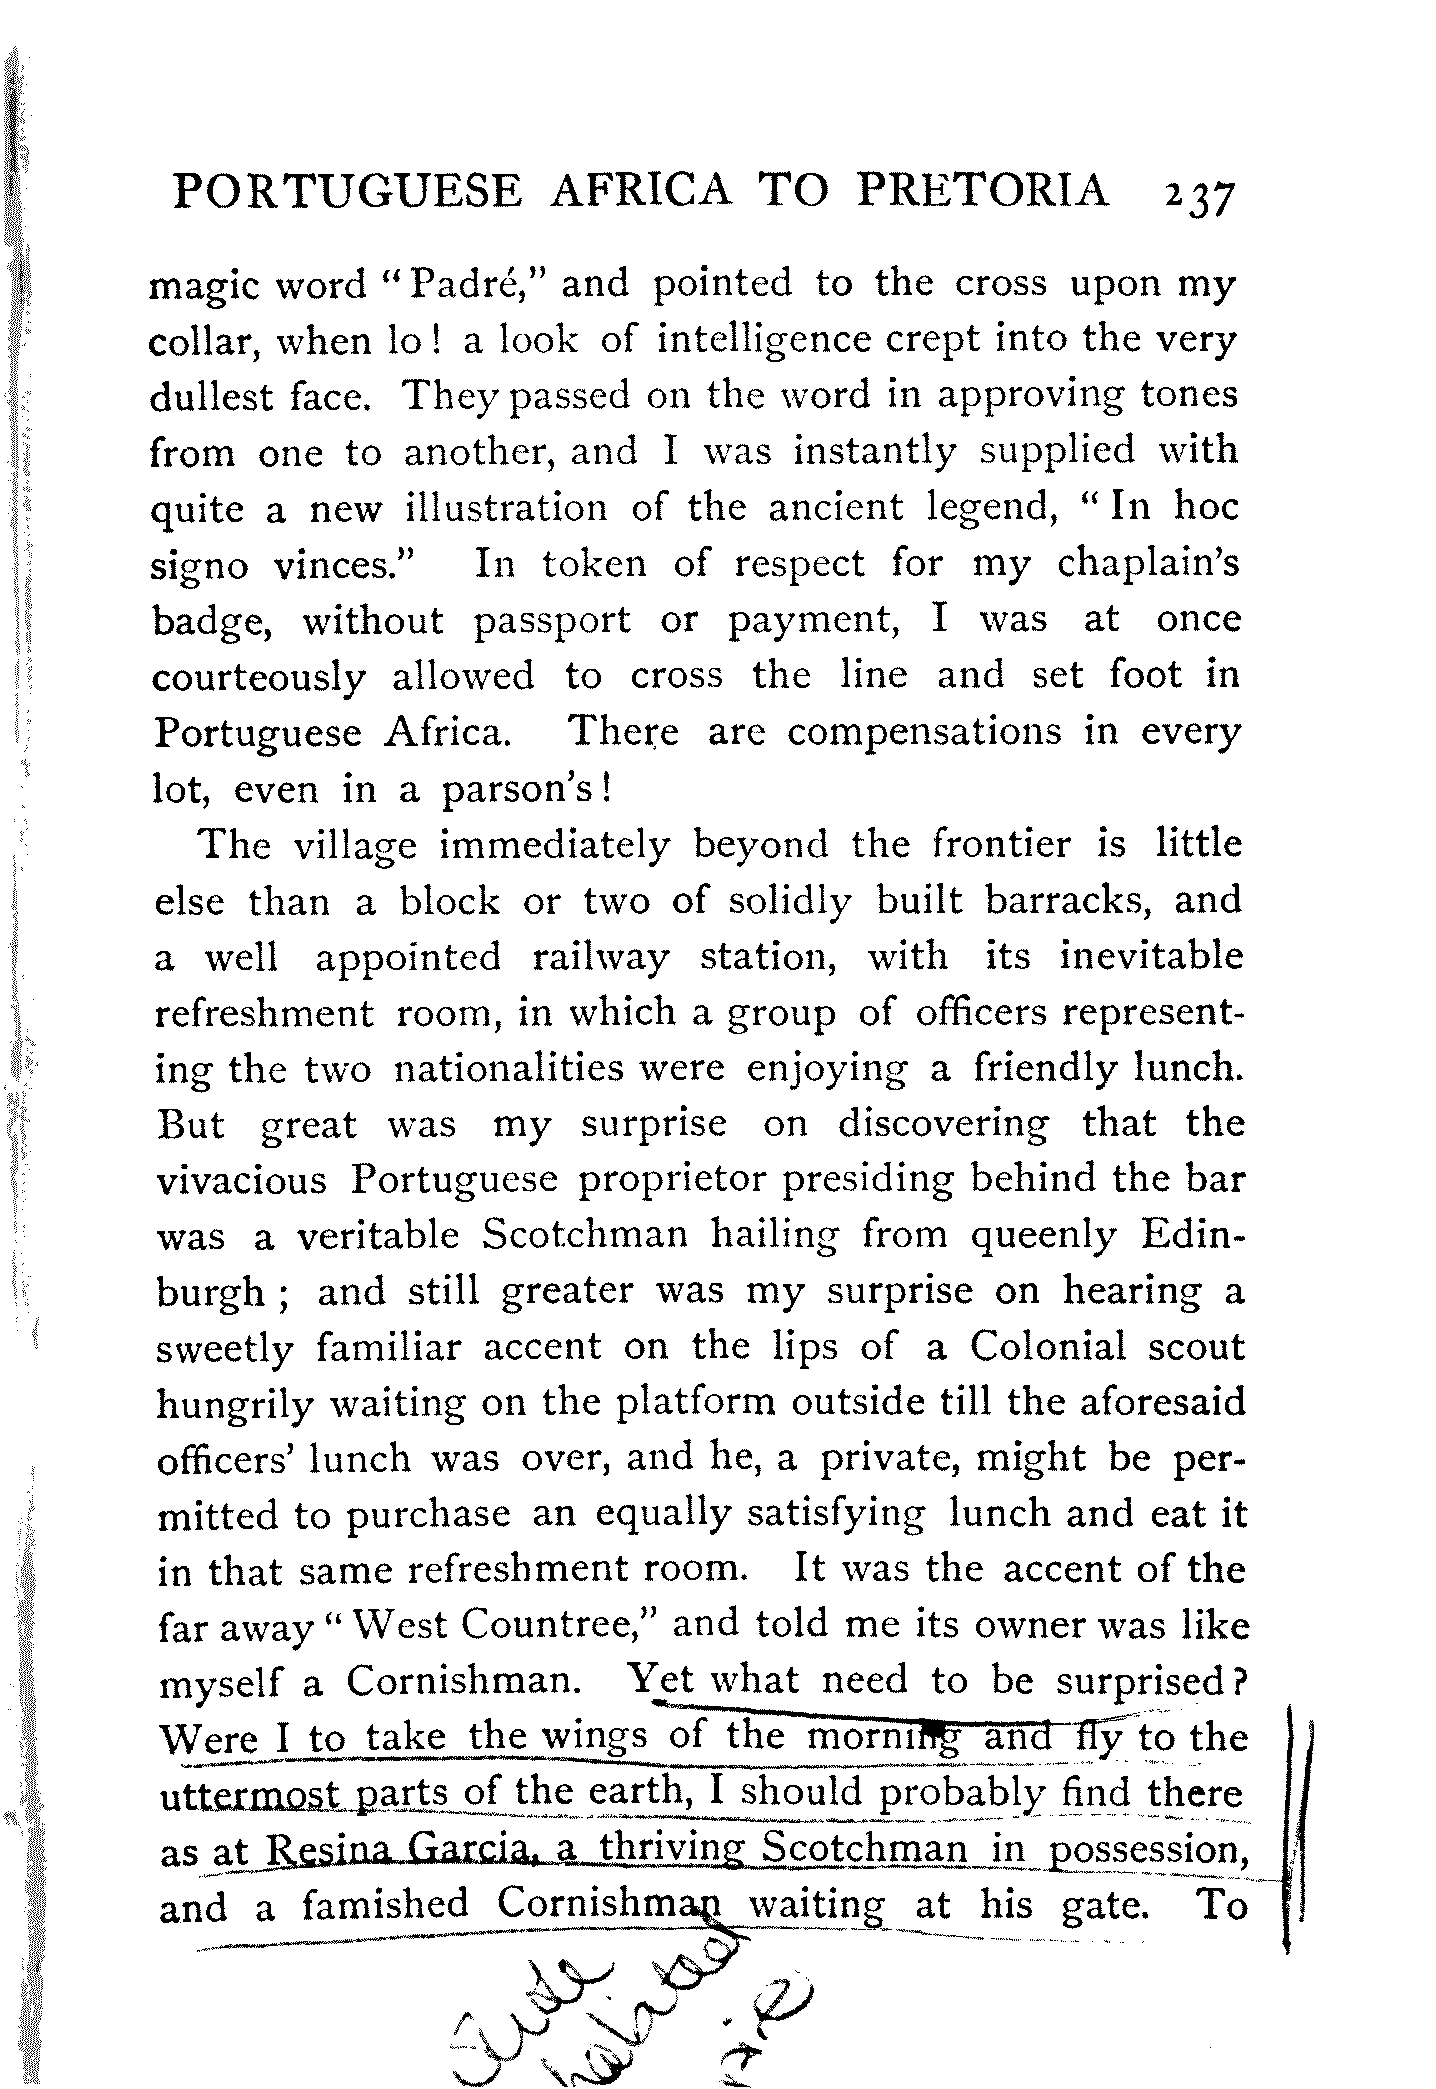 PORTUGUESE AFRICA TO PRETORIA 237
magic word “Padré,” and pointed to the cross upon my
collar, when lo! a look of intelligence crept into the very
dullest face. They passed on the word in approving tones
from one to another, and I was instantly supplied with
quite a new illustration of the ancient legend, “In hoc
signo vinces.” In token of respect for my chaplain’s
badge, without passport or payment, I was at once
courteously allowed to cross the line and set foot in
Portuguese Africa. There are compensations in every
lot, even in a parson’s!
The village immediately beyond the frontier is little
else than a block or two of solidly built barracks, and
a well appointed railway station, with its inevitable
refreshment room, in which a group of officers represent-
ing the two nationalities were enjoying a friendly lunch.
But great was my surprise on discovering that the
vivacious Portuguese proprietor presiding behind the bar
was a veritable Scotchman hailing from queenly Edin-
burgh; and still greater was my surprise on hearing a
sweetly familiar accent on the lips of a Colonial scout
hungrily waiting on the platform outside till the aforesaid
officers’ lunch was over, and he, a private, might be per-
mitted to purchase an equally satisfying lunch and eat it
in that same refreshment room. It was the accent of the
far away “West Countree,” and told me its owner was like
myself a Cornishman. Yet what need to be surprised?
Were I to take the wings of the morning and fly to the
uttermost parts of the earth, I should probably find there
as at Resina Garcia, a thriving Scotchman in possession,
and a famished Cornishman waiting at his gate. To